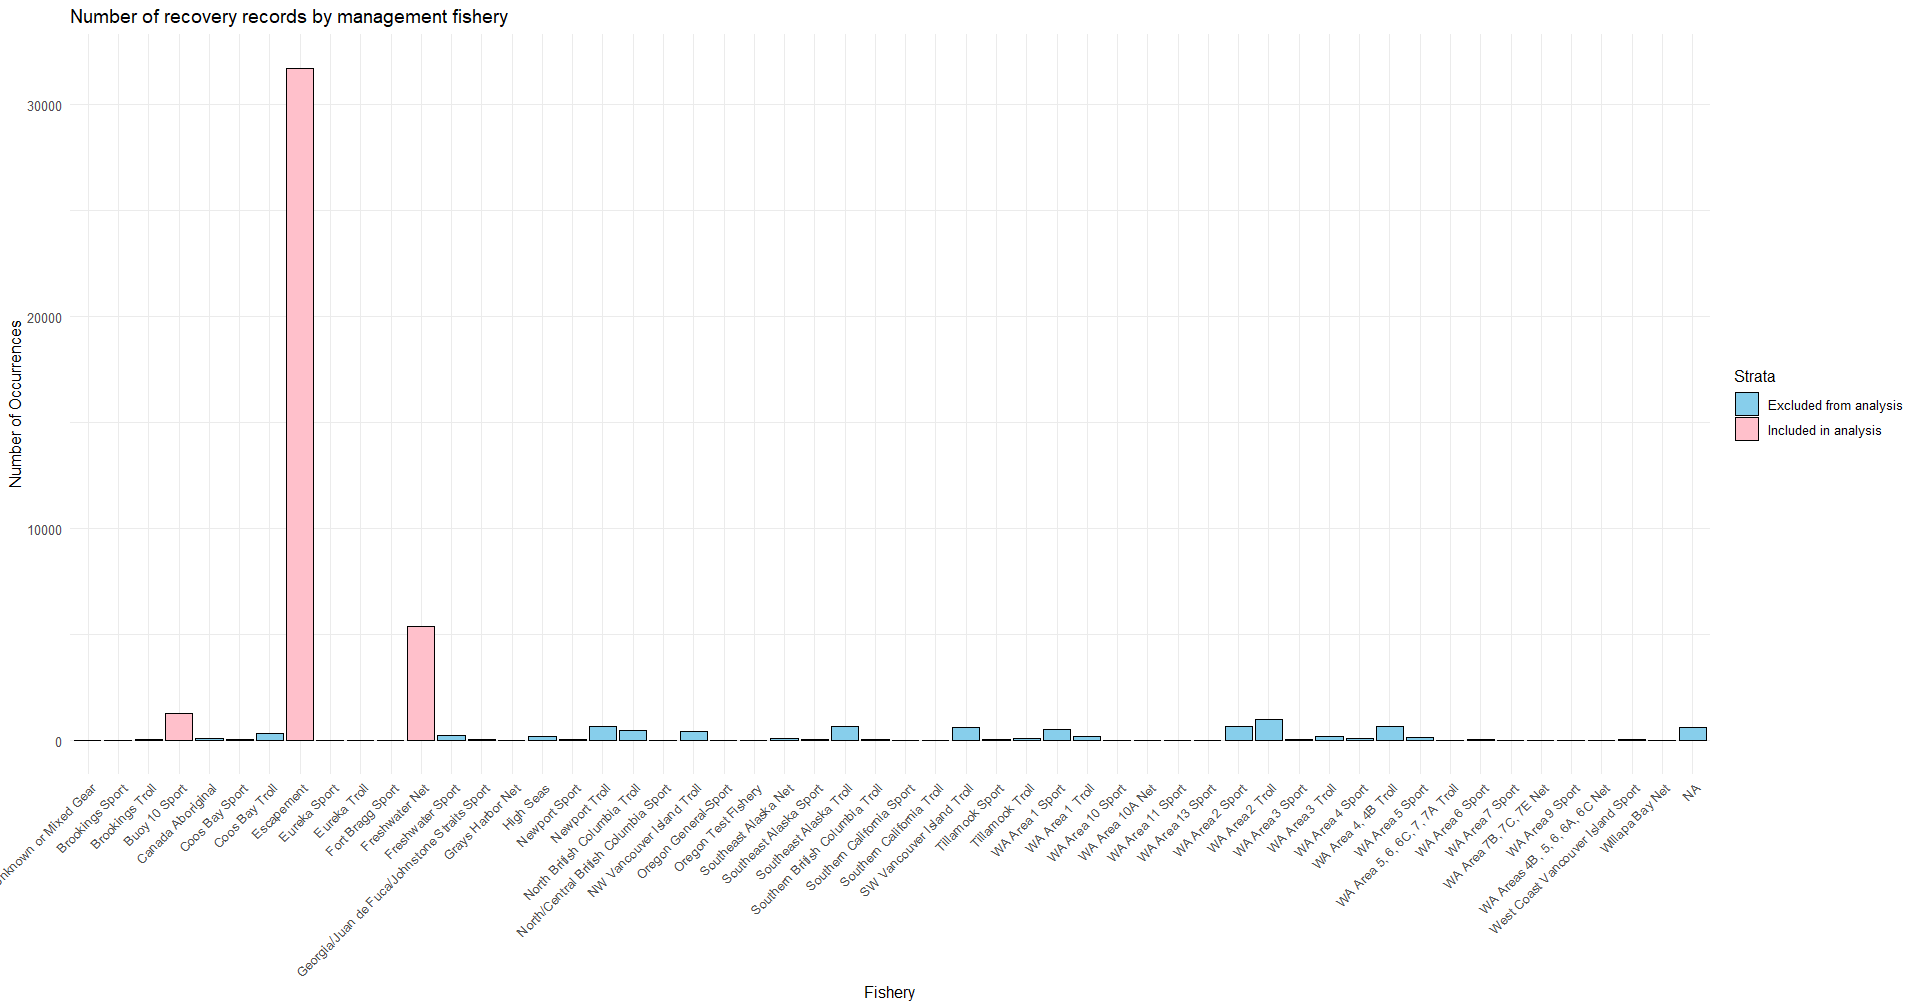 Number of recovery records by management fishery
Number of Occurrences
30000
20000
10000
0
or Mixed Gear
Brookings Sport
Brookings Troll
Buoy 10 Sport
Canada Aboriginal
Coos Bay Sport
Coos Bay Troll
Escapement
Eureka Sport
Eureka Troll
Fort Bragg Sport
Freshwater Net
Freshwater Sport
Georgia/Juan de Fuca/Johnstone Straits Sport
Grays Harbor Net
High Seas
Newport Sport
Newport Troll
North British Columbia Troll
North/Central British Columbia Sport
NW Vancouver Island Troll
Oregon General-Sport
Oregon Test Fishery
Southeast Alaska Net
Southeast Alaska Sport
Southeast Alaska Troll
Southern British Columbia Troll
Southern California Sport
Southern California Troll
SW Vancouver Island Troll
Tillamook Sport
Tillamook Troll
WA Area 1 Sport
WA Area 1 Troll
WA Area 10 Sport
WA Area 10A Net
WA Area 11 Sport
WA Area 13 Sport
WA Area 2 Sport
WA Area 2 Troll
WA Area 3 Sport
WA Area 3 Troll
WA Area 4 Sport
WA Area 4, 4B Troll
WA Area 5 Sport
WA Area 5, 6, 6C, 7, 7A Troll
WA Area 6 Sport
WA Area 7 Sport
WA Area 7B, 7C, 7E Net
WA Area 9 Sport
WA Areas 4B, 5, 6, 6A, 6C Net
West Coast Vancouver Island Sport
Willapa Bay Net
NA
Fishery
Strata
Excluded from analysis
Included in analysis